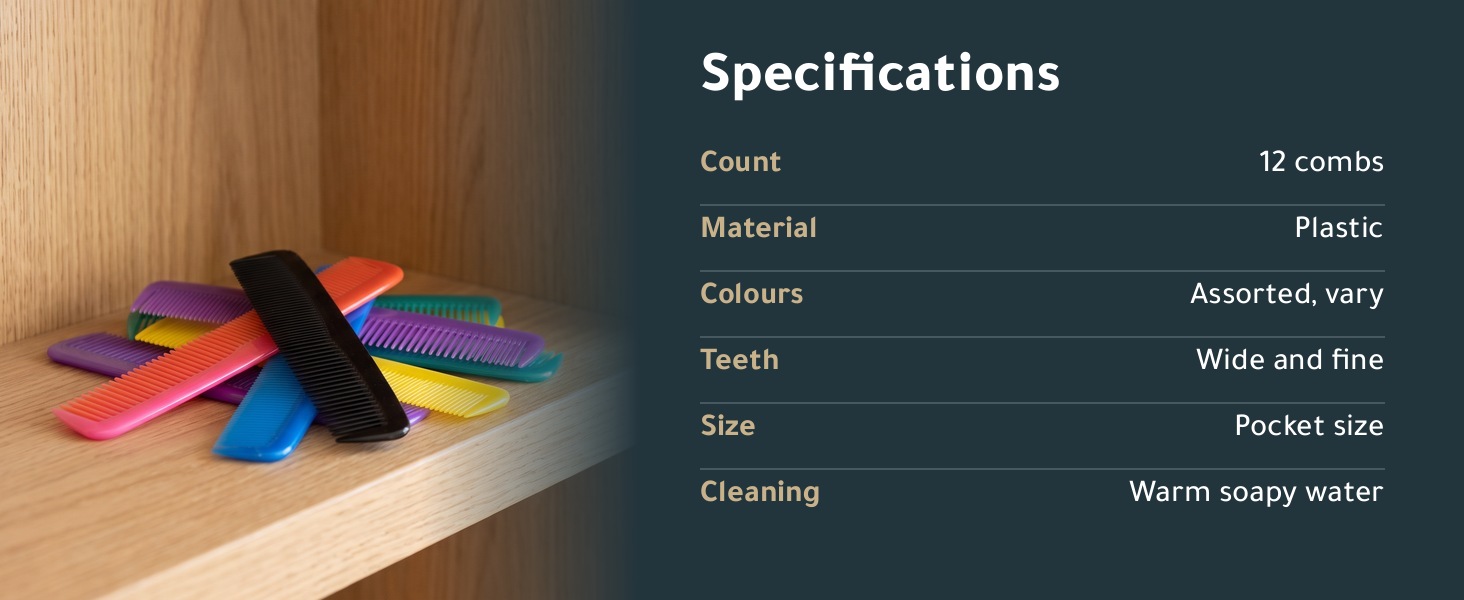 Specifications
Count 12 combs
Material Plastic
Colours Assorted, vary
Teeth Wide and fine
Size Pocket size
Cleaning Warm soapy water